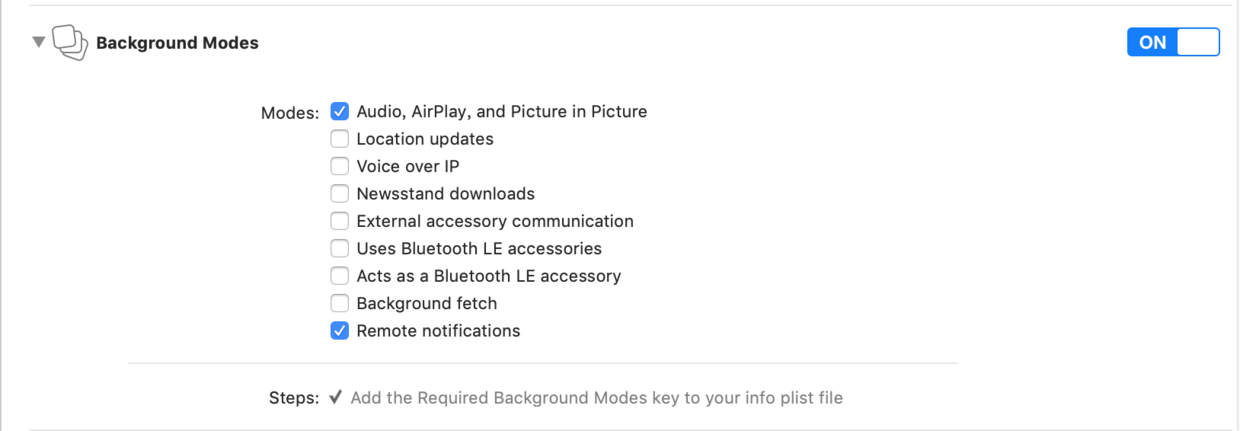 Background Modes
ON
Modes: Audio, AirPlay, and Picture in Picture
Location updates
Voice over IP
Newsstand downloads
External accessory communication
Uses Bluetooth LE accessories
Acts as a Bluetooth LE accessory
Background fetch
Remote notifications
Steps: ✓ Add the Required Background Modes key to your info plist file